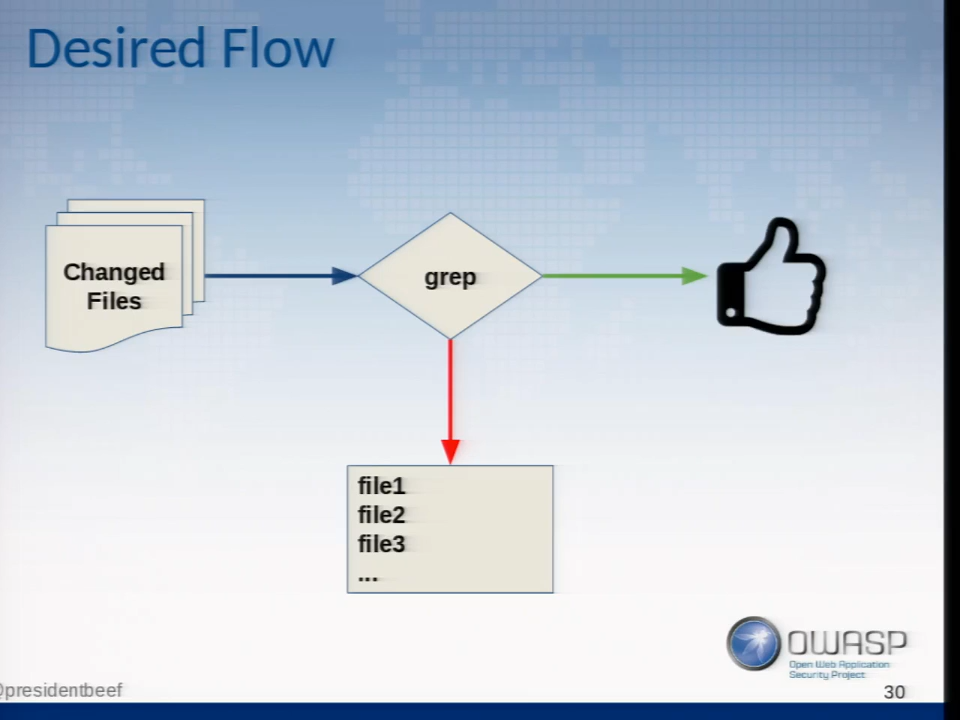 Desired Flow
Changed
Files
grep
file1
file2
file3
...
OWASP
Open Web Application
Security Project
@presidentbeef
30